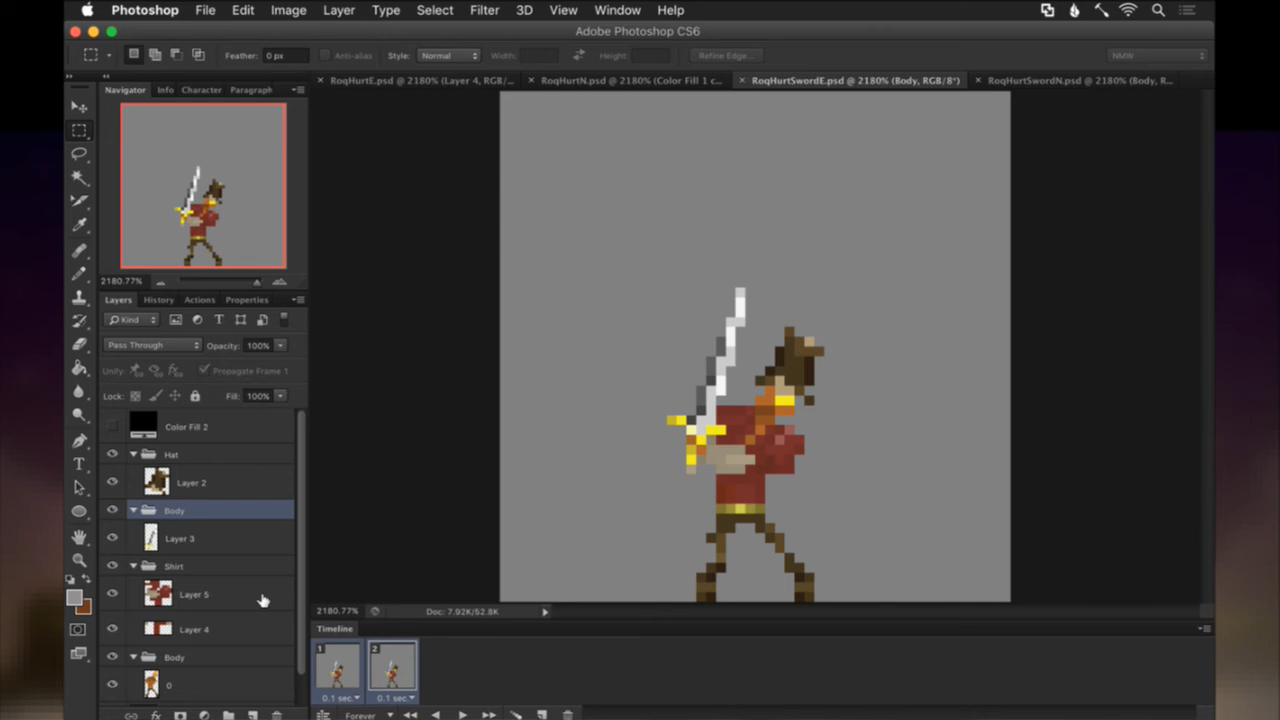 Photoshop File Edit Image Layer Type Select Filter 3D View Window Help
Adobe Photoshop CS6
Feather: 0 px Anti-alias Style: Normal Width: Height: Refine Edge... NMW
RoqHurtE.psd @ 2180% (Layer 4, RGB/... RoqHurtN.psd @ 2180% (Color Fill 1 c... RoqHurtSwordE.psd @ 2180% (Body, RGB/8*) RoqHurtSwordN.psd @ 2180% (Body, R...
Navigator Info Character Paragraph
2180.77%
Layers History Actions Properties
Kind
Pass Through Opacity: 100%
Unify: Propagate Frame 1
Lock: Fill: 100%
Color Fill 2
Hat
Layer 2
Body
Layer 3
Shirt
Layer 5
Layer 4
Body
0
2180.77% Doc: 7.92K/52.8K
Timeline
1 2
0.1 sec. 0.1 sec.
Forever